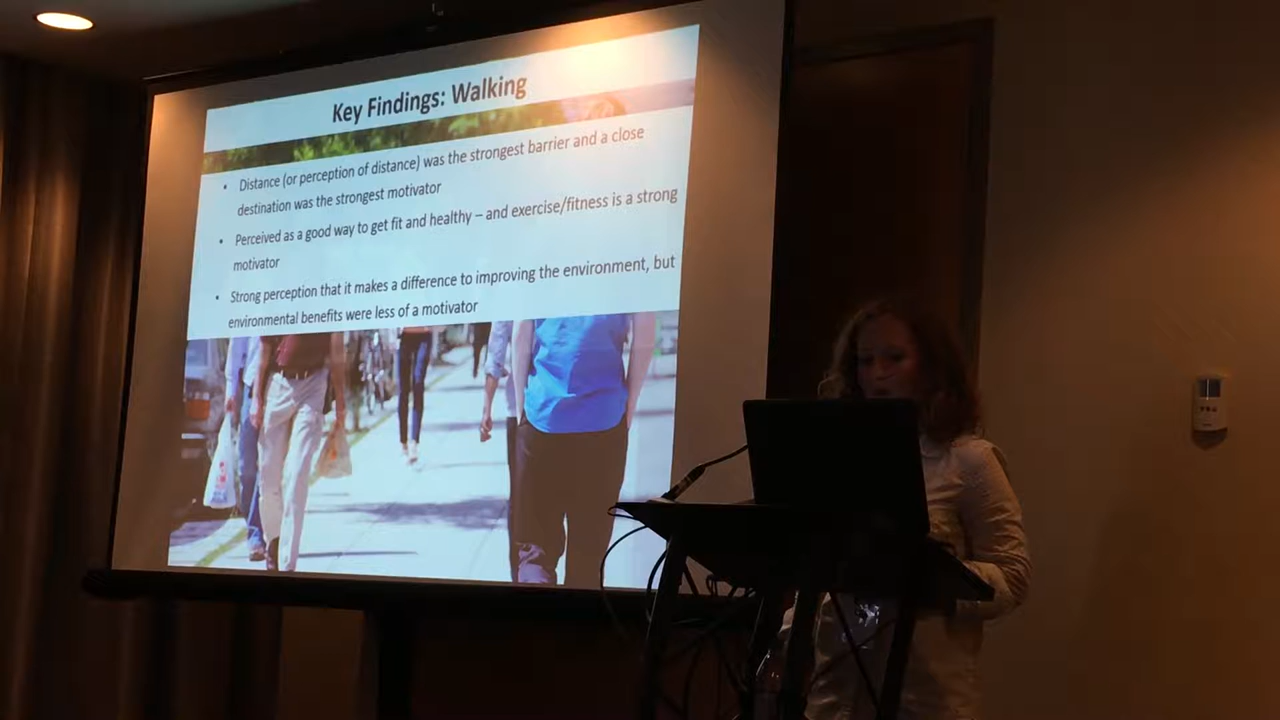 Key Findings: Walking
• Distance (or perception of distance) was the strongest barrier and a close
destination was the strongest motivator
• Perceived as a good way to get fit and healthy – and exercise/fitness is a strong
motivator
• Strong perception that it makes a difference to improving the environment, but
environmental benefits were less of a motivator